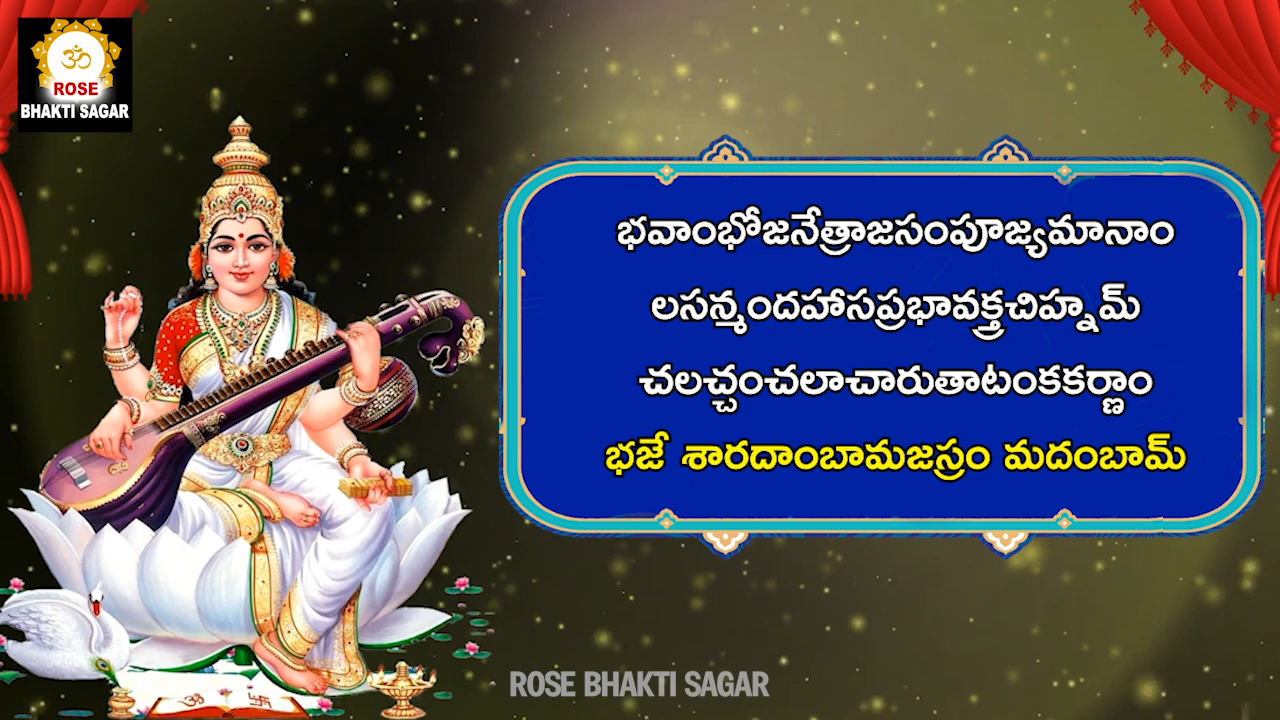 ROSE
BHAKTI SAGAR
భవాంభోజనేత్రాజసంపూజ్యమానాం
లసన్మందహాసప్రభావక్త్రచిహ్నమ్
చలచ్చంచలాచారుతాటంకకర్ణాం
భజే శారదాంబామజస్రం మదంబామ్
ROSE BHAKTI SAGAR